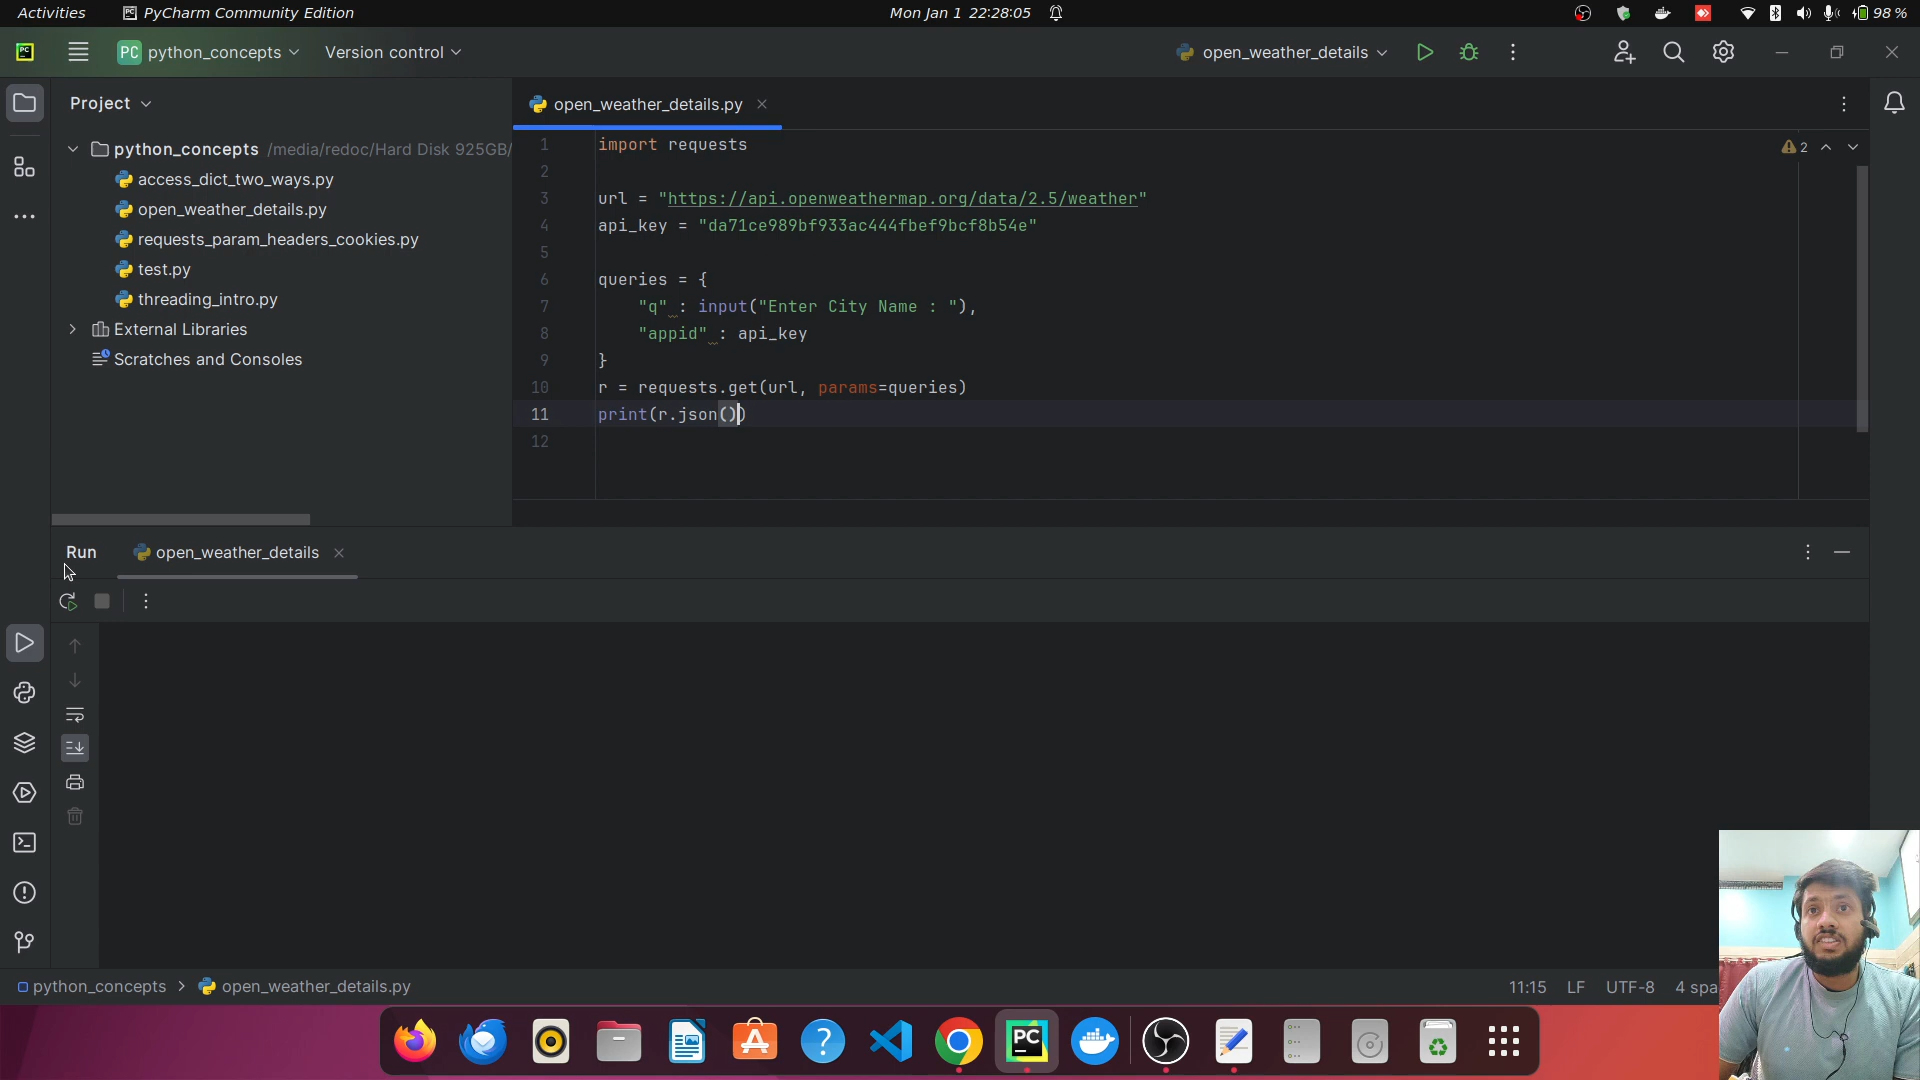 Activities
PyCharm Community Edition
Mon Jan 1 22:28:05
98 %
PC python_concepts
Version control
open_weather_details
Project
python_concepts /media/redoc/Hard Disk 925GB/
access_dict_two_ways.py
open_weather_details.py
requests_param_headers_cookies.py
test.py
threading_intro.py
External Libraries
Scratches and Consoles
open_weather_details.py
2
1 import requests
2
3 url = "https://api.openweathermap.org/data/2.5/weather"
4 api_key = "da71ce989bf933ac444fbef9bcf8b54e"
5
6 queries = {
7 "q" : input("Enter City Name : "),
8 "appid" : api_key
9 }
10 r = requests.get(url, params=queries)
11 print(r.json())
12
Run
open_weather_details
python_concepts > open_weather_details.py
11:15 LF UTF-8 4 spa
PC